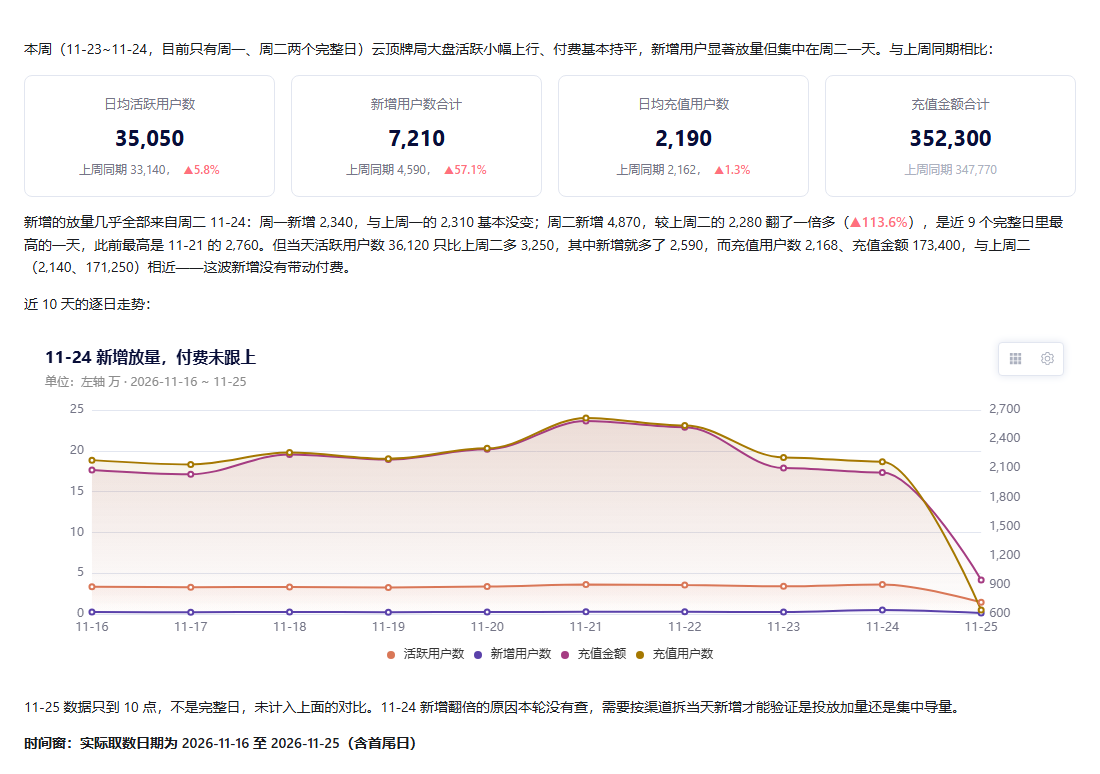 本周（11-23~11-24，目前只有周一、周二两个完整日）云顶牌局大盘活跃小幅上行、付费基本持平，新增用户显著放量但集中在周二一天。与上周同期相比：
日均活跃用户数
35,050
上周同期 33,140， ▲5.8%
新增用户数合计
7,210
上周同期 4,590， ▲57.1%
日均充值用户数
2,190
上周同期 2,162， ▲1.3%
充值金额合计
352,300
上周同期 347,770
新增的放量几乎全部来自周二 11-24：周一新增 2,340，与上周一的 2,310 基本没变；周二新增 4,870，较上周二的 2,280 翻了一倍多（▲113.6%），是近 9 个完整日里最
高的一天，此前最高是 11-21 的 2,760。但当天活跃用户数 36,120 只比上周二多 3,250，其中新增就多了 2,590，而充值用户数 2,168、充值金额 173,400，与上周二
（2,140、171,250）相近——这波新增没有带动付费。
近 10 天的逐日走势：
11-24 新增放量，付费未跟上
单位：左轴 万 · 2026-11-16 ~ 11-25
25
20
15
10
5
0
2,700
2,400
2,100
1,800
1,500
1,200
900
600
11-16 11-17 11-18 11-19 11-20 11-21 11-22 11-23 11-24 11-25
活跃用户数 新增用户数 充值金额 充值用户数
11-25 数据只到 10 点，不是完整日，未计入上面的对比。11-24 新增翻倍的原因本轮没有查，需要按渠道拆当天新增才能验证是投放加量还是集中导量。
时间窗：实际取数日期为 2026-11-16 至 2026-11-25（含首尾日）